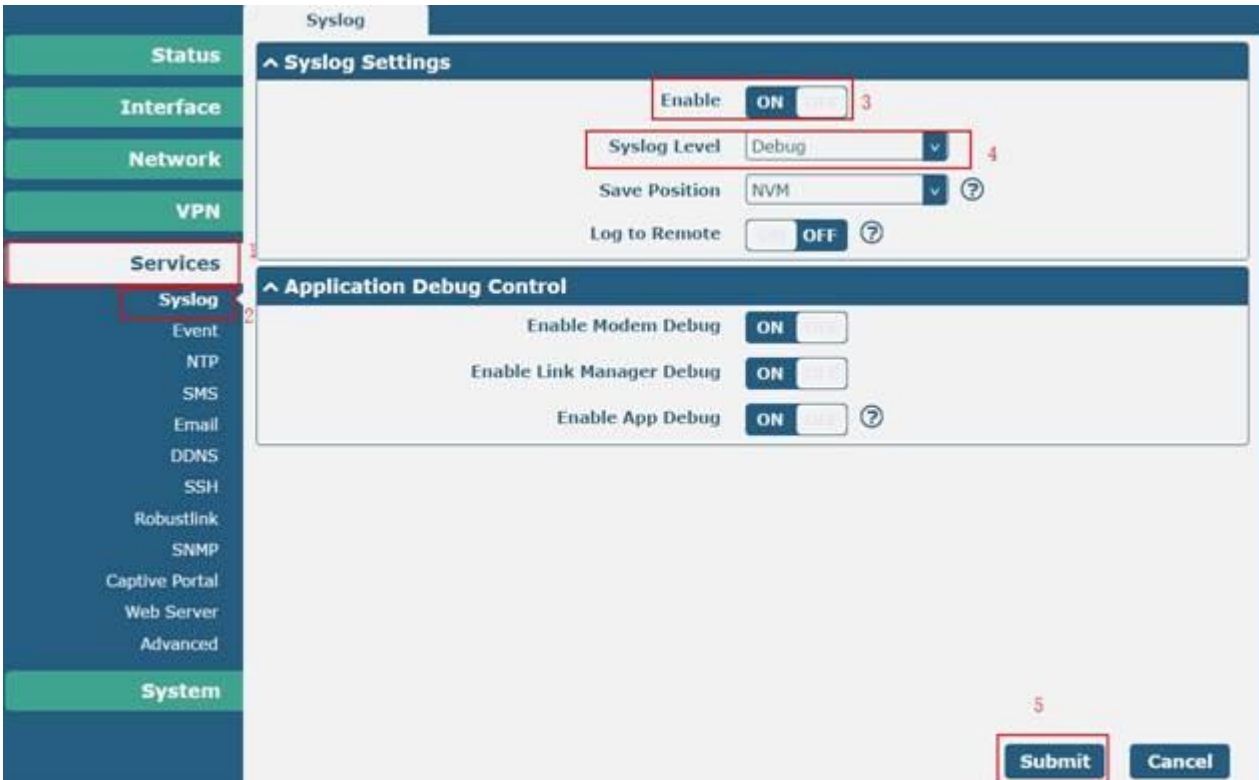 Syslog
Status
Interface
Network
VPN
Services
1
Syslog
2
Event
NTP
SMS
Email
DDNS
SSH
Robustlink
SNMP
Captive Portal
Web Server
Advanced
System
^ Syslog Settings
Enable ON 3
Syslog Level Debug v 4
Save Position NVM v ?
Log to Remote OFF ?
^ Application Debug Control
Enable Modem Debug ON
Enable Link Manager Debug ON
Enable App Debug ON ?
5
Submit Cancel